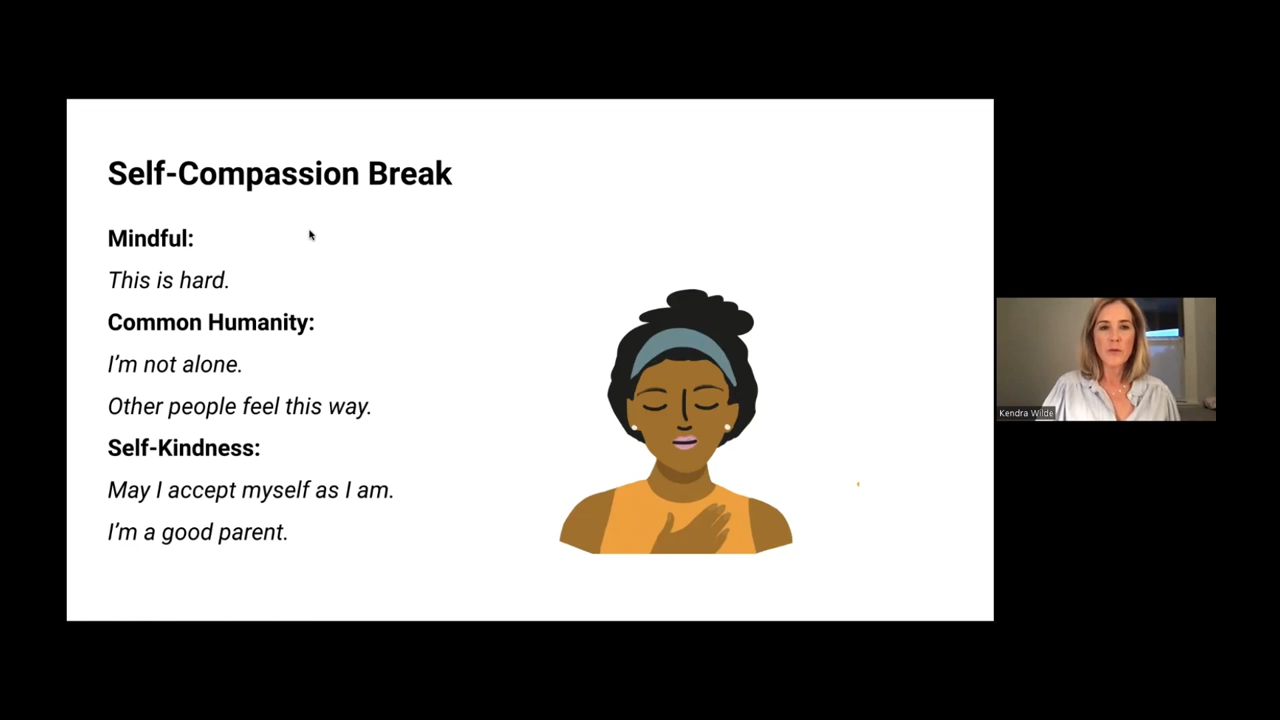 Self-Compassion Break
Mindful:
This is hard.
Common Humanity:
I’m not alone.
Other people feel this way.
Self-Kindness:
May I accept myself as I am.
I’m a good parent.
Kendra Wilde